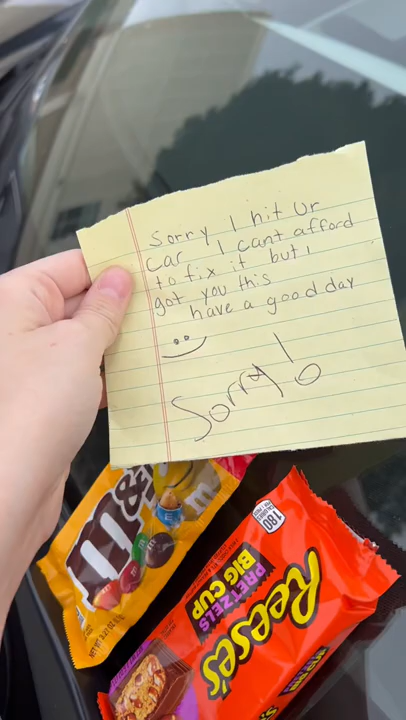 Sorry I hit Ur
Car I cant afford
to fix it but i
got you this
have a good day
Sorry!
m&m
m
180
Reese's
PRETZELS
BIG CUP